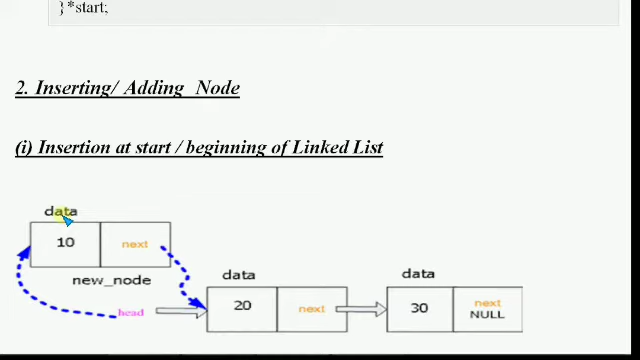 }*start;
2. Inserting/ Adding Node
(i) Insertion at start / beginning of Linked List
data
10 next
new_node
head
data
20 next
data
30 next
NULL